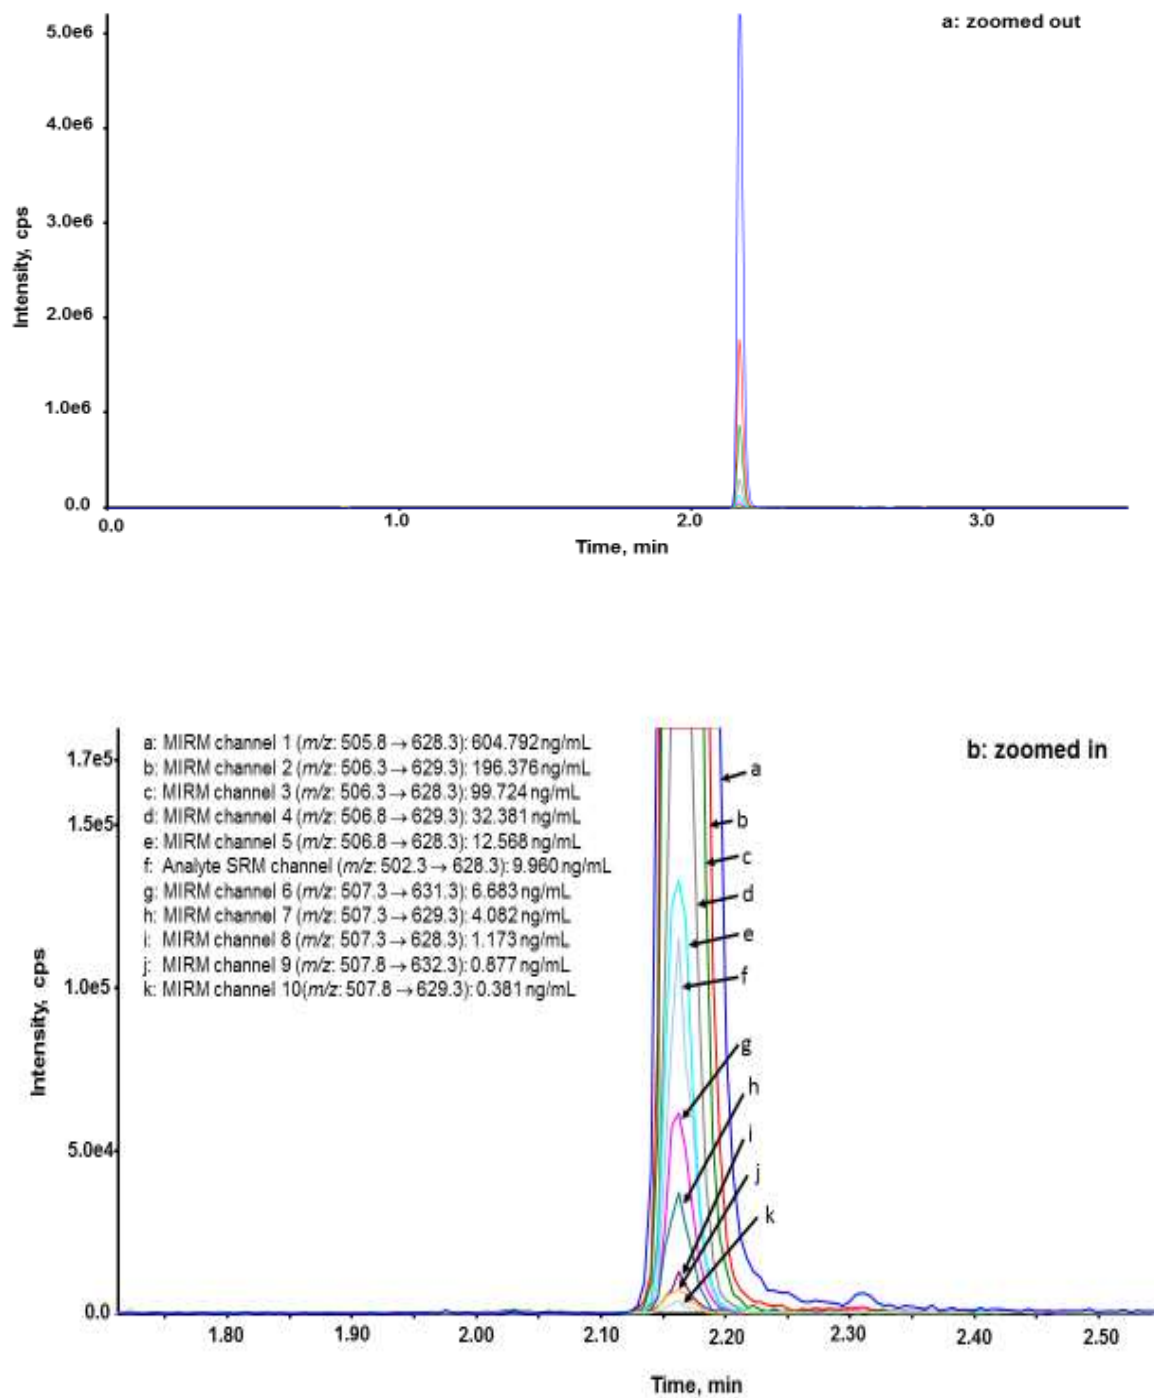 a: zoomed out
5.0e6
4.0e6
3.0e6
2.0e6
1.0e6
0.0
Intensity, cps
0.0 1.0 2.0 3.0
Time, min
b: zoomed in
a: MIRM channel 1 (m/z: 505.8 → 628.3): 604.792 ng/mL
b: MIRM channel 2 (m/z: 506.3 → 629.3): 196.376 ng/mL
c: MIRM channel 3 (m/z: 506.3 → 628.3): 99.724 ng/mL
d: MIRM channel 4 (m/z: 506.8 → 629.3): 32.381 ng/mL
e: MIRM channel 5 (m/z: 506.8 → 628.3): 12.568 ng/mL
f: Analyte SRM channel (m/z: 502.3 → 628.3): 9.960 ng/mL
g: MIRM channel 6 (m/z: 507.3 → 631.3): 6.683 ng/mL
h: MIRM channel 7 (m/z: 507.3 → 629.3): 4.082 ng/mL
i: MIRM channel 8 (m/z: 507.3 → 628.3): 1.173 ng/mL
j: MIRM channel 9 (m/z: 507.8 → 632.3): 0.877 ng/mL
k: MIRM channel 10(m/z: 507.8 → 629.3): 0.381 ng/mL
1.7e5
1.5e5
1.0e5
5.0e4
0.0
Intensity, cps
a
b
c
d
e
f
g
h
i
j
k
1.80 1.90 2.00 2.10 2.20 2.30 2.40 2.50
Time, min